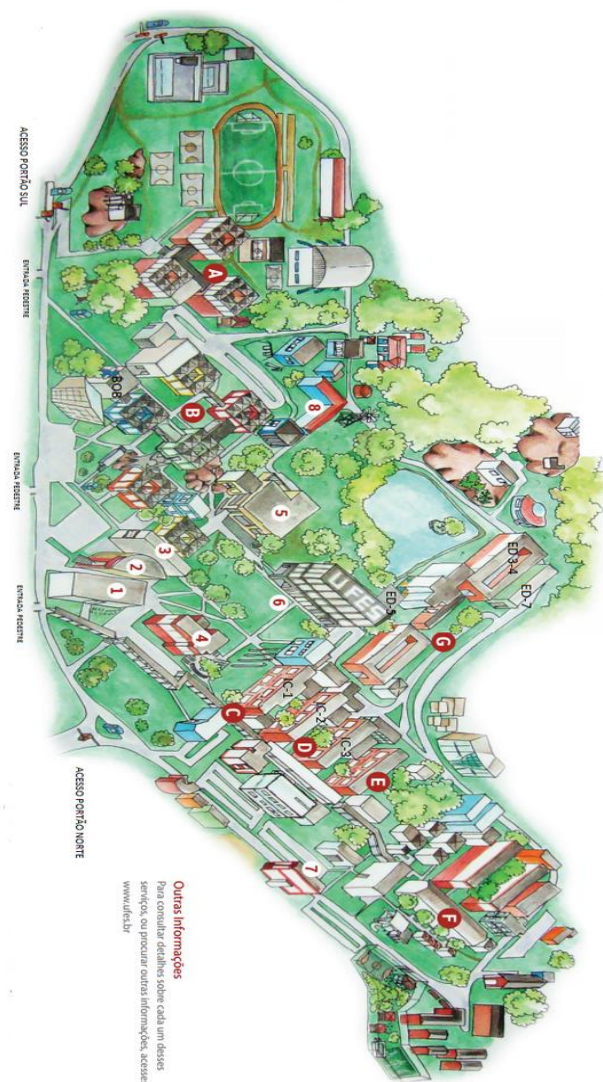 ACESSO PORTÃO SUL
ENTRADA PEDESTRE
A
BOB
B
8
ENTRADA PEDESTRE
5
3
2
1
6
UFES
4
ENTRADA PEDESTRE
ED-5
ED 3-4
ED-7
G
IC-1
IC-2
IC-3
C
D
E
ACESSO PORTÃO NORTE
7
F
Outras Informações
Para consultar detalhes sobre cada um desses
serviços, ou procurar outras informações, acesse:
www.ufes.br